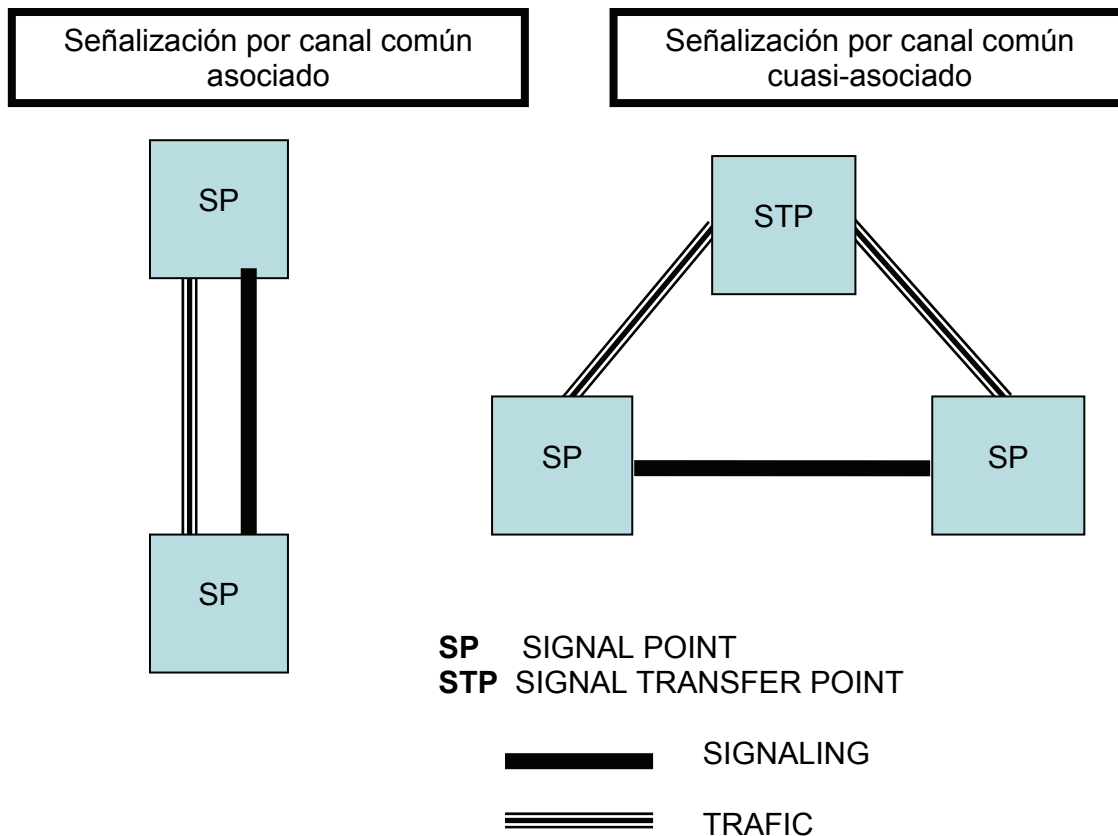 Señalización por canal común
asociado
Señalización por canal común
cuasi-asociado
SP
SP
STP
SP
SP
SP SIGNAL POINT
STP SIGNAL TRANSFER POINT
SIGNALING
TRAFIC